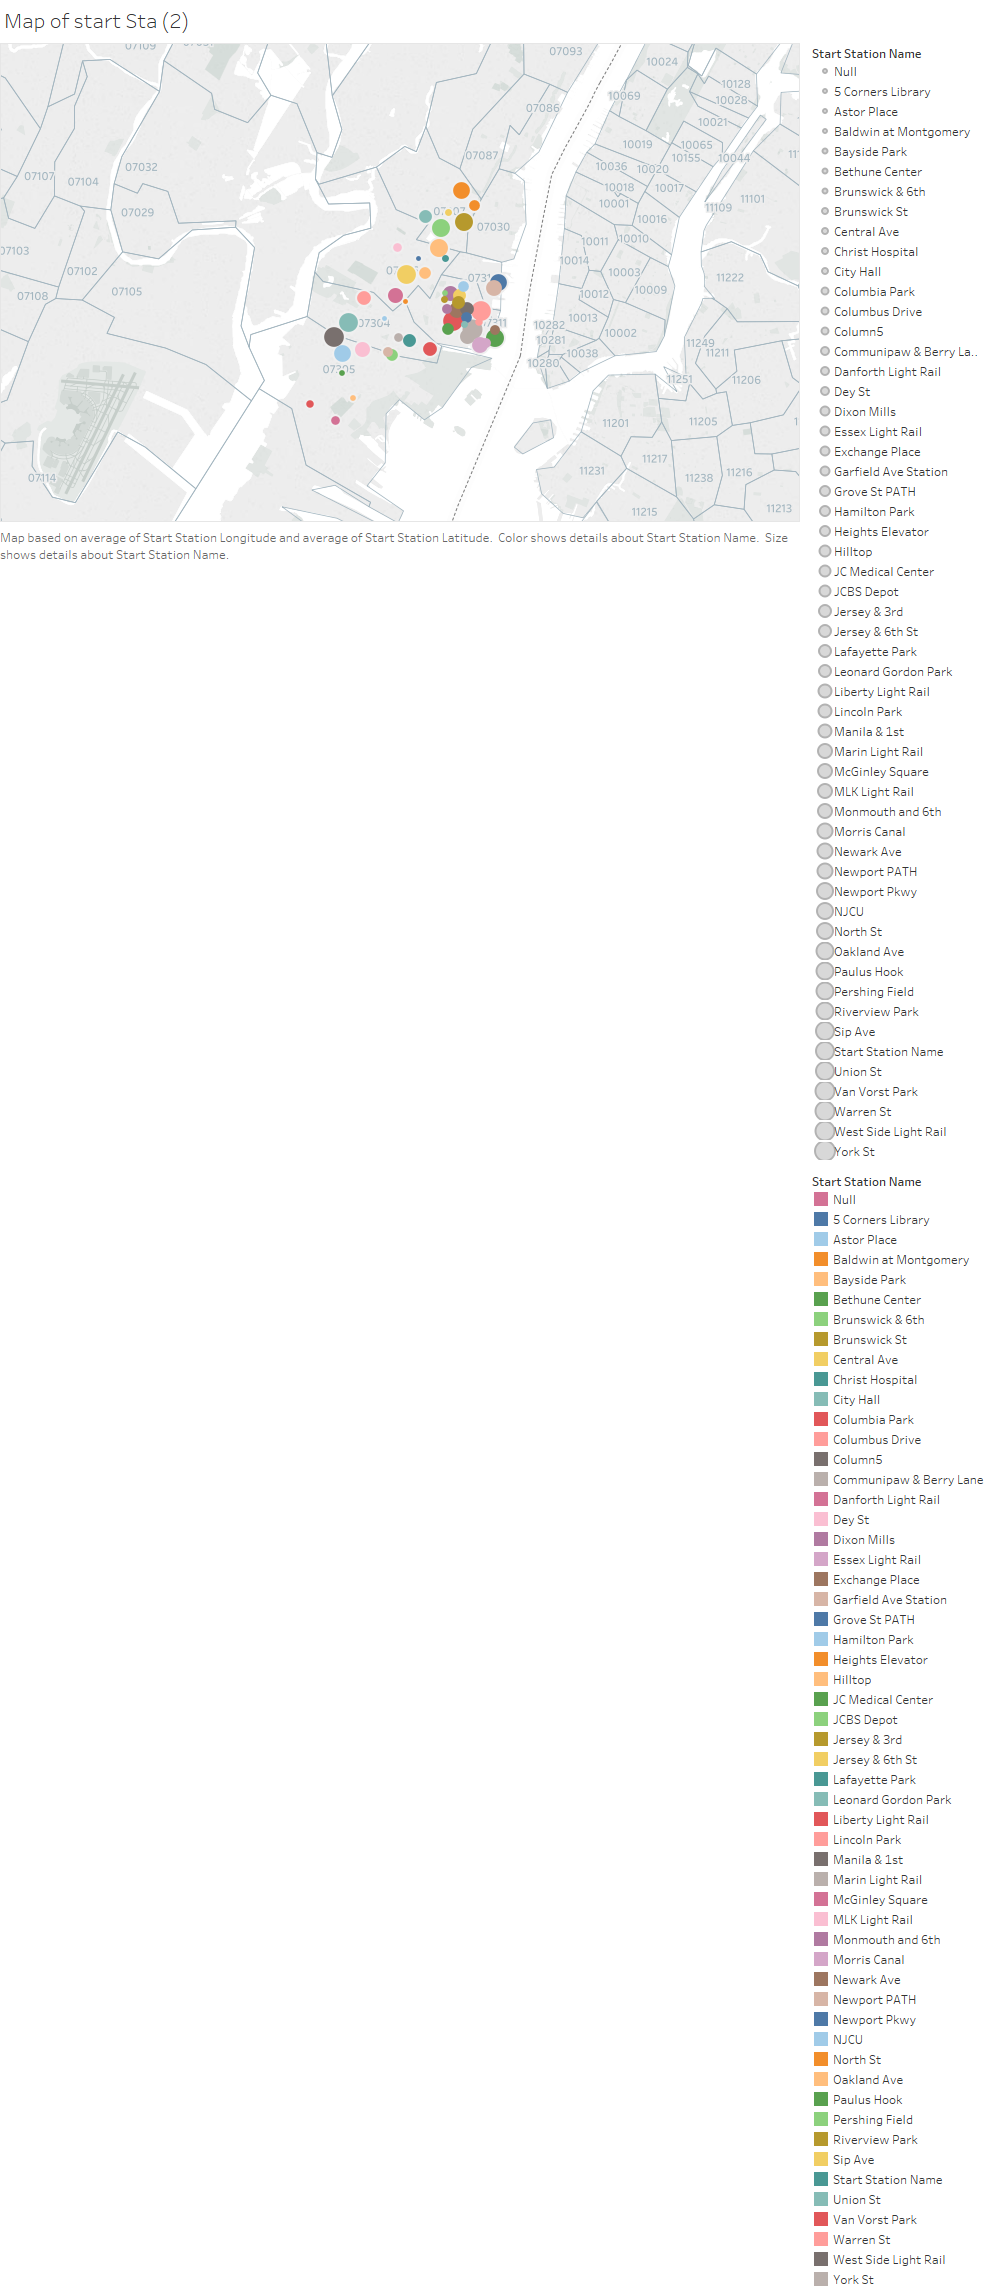 Map of start Sta (2)
07109
07093
10024
07086
10069
10128
10028
10021
07032
07087
10019
10065
10155
10044
07107
07104
10036
10020
10018
10017
07029
10001
11109
11101
10016
07030
07103
10011
10010
10014
07102
10003
11222
07108
07105
10012
10009
10013
07304
10282
10002
10281
11249
10038
11211
10280
07305
11251
11206
11201
11205
11217
11231
11238
11216
07114
11215
11213
Map based on average of Start Station Longitude and average of Start Station Latitude. Color shows details about Start Station Name. Size
shows details about Start Station Name.
Start Station Name
Null
5 Corners Library
Astor Place
Baldwin at Montgomery
Bayside Park
Bethune Center
Brunswick & 6th
Brunswick St
Central Ave
Christ Hospital
City Hall
Columbia Park
Columbus Drive
Column5
Communipaw & Berry La..
Danforth Light Rail
Dey St
Dixon Mills
Essex Light Rail
Exchange Place
Garfield Ave Station
Grove St PATH
Hamilton Park
Heights Elevator
Hilltop
JC Medical Center
JCBS Depot
Jersey & 3rd
Jersey & 6th St
Lafayette Park
Leonard Gordon Park
Liberty Light Rail
Lincoln Park
Manila & 1st
Marin Light Rail
McGinley Square
MLK Light Rail
Monmouth and 6th
Morris Canal
Newark Ave
Newport PATH
Newport Pkwy
NJCU
North St
Oakland Ave
Paulus Hook
Pershing Field
Riverview Park
Sip Ave
Start Station Name
Union St
Van Vorst Park
Warren St
West Side Light Rail
York St
Start Station Name
Null
5 Corners Library
Astor Place
Baldwin at Montgomery
Bayside Park
Bethune Center
Brunswick & 6th
Brunswick St
Central Ave
Christ Hospital
City Hall
Columbia Park
Columbus Drive
Column5
Communipaw & Berry Lane
Danforth Light Rail
Dey St
Dixon Mills
Essex Light Rail
Exchange Place
Garfield Ave Station
Grove St PATH
Hamilton Park
Heights Elevator
Hilltop
JC Medical Center
JCBS Depot
Jersey & 3rd
Jersey & 6th St
Lafayette Park
Leonard Gordon Park
Liberty Light Rail
Lincoln Park
Manila & 1st
Marin Light Rail
McGinley Square
MLK Light Rail
Monmouth and 6th
Morris Canal
Newark Ave
Newport PATH
Newport Pkwy
NJCU
North St
Oakland Ave
Paulus Hook
Pershing Field
Riverview Park
Sip Ave
Start Station Name
Union St
Van Vorst Park
Warren St
West Side Light Rail
York St